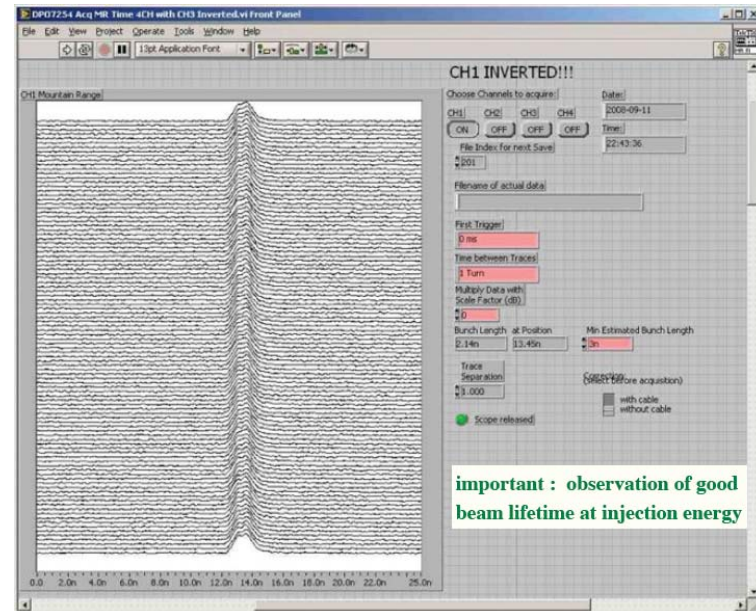 DPO7254 Acq MR Time 4CH with CH3 Inverted.vi Front Panel
File Edit View Project Operate Tools Window Help
13pt Application Font
CH1 INVERTED!!!
CH1 Mountain Range
Choose Channels to acquire:
Date:
CH1 CH2 CH3 CH4
2008-09-11
ON OFF OFF OFF
Time:
File Index for next Save
22:43:36
201
Filename of actual data
First Trigger
0 ms
Time between Traces
1 Turn
Multiply Data with
Scale Factor (dB)
0
Bunch Length at Position Min Estimated Bunch Length
2.14n 13.45n 3n
Trace
Separation
1.000
Correction:
(select before acquisition)
with cable
without cable
Scope released
important : observation of good
beam lifetime at injection energy
0.0 2.0n 4.0n 6.0n 8.0n 10.0n 12.0n 14.0n 16.0n 18.0n 20.0n 22.0n 25.0n